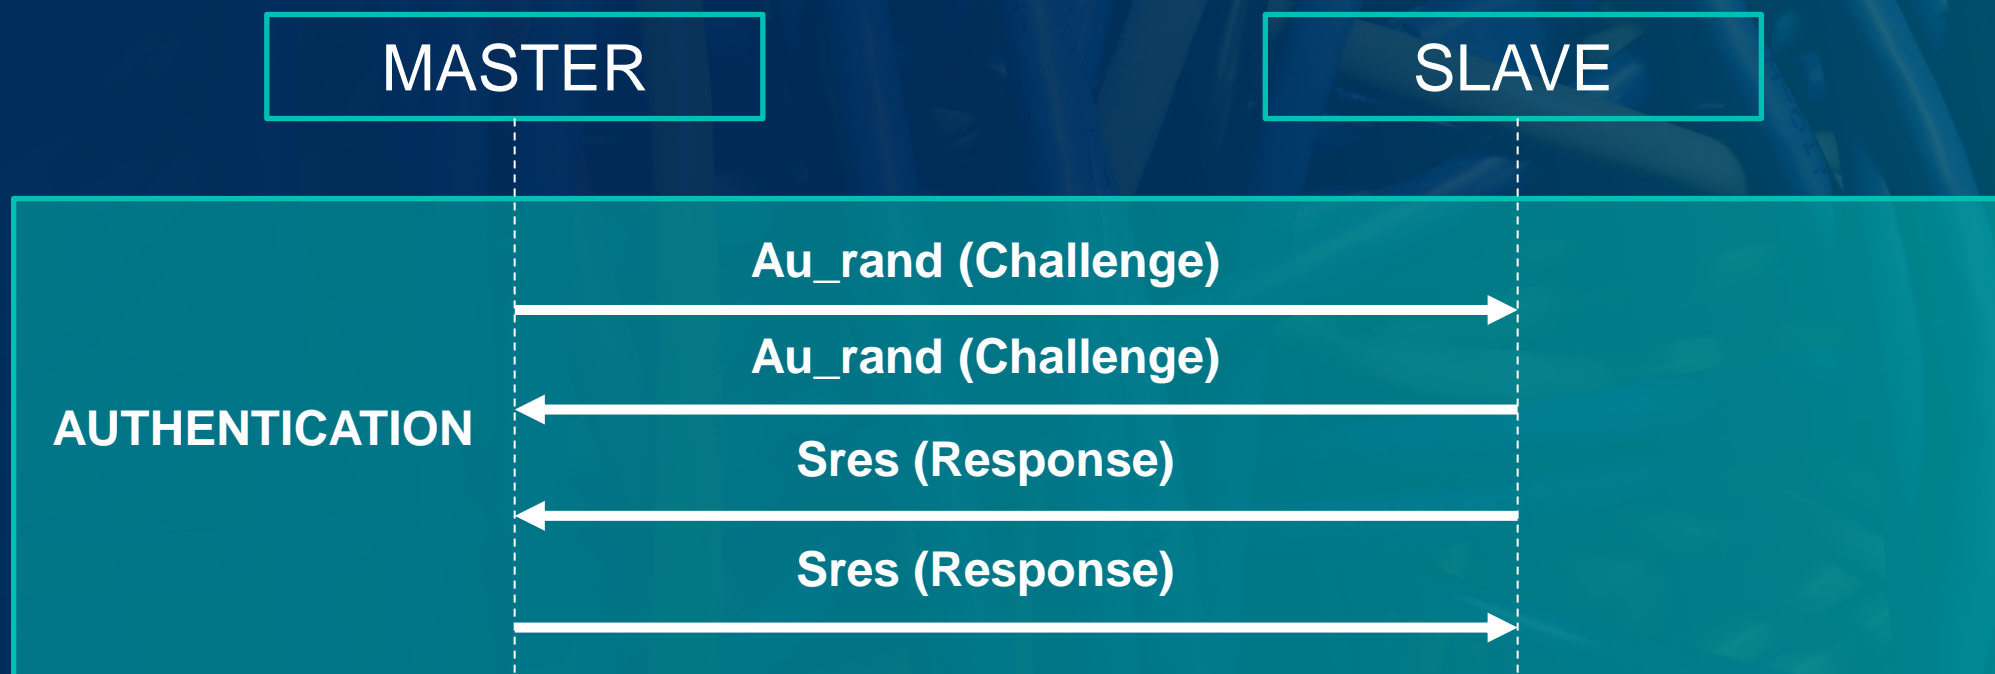 MASTER
SLAVE
Au_rand (Challenge)
Au_rand (Challenge)
AUTHENTICATION
Sres (Response)
Sres (Response)